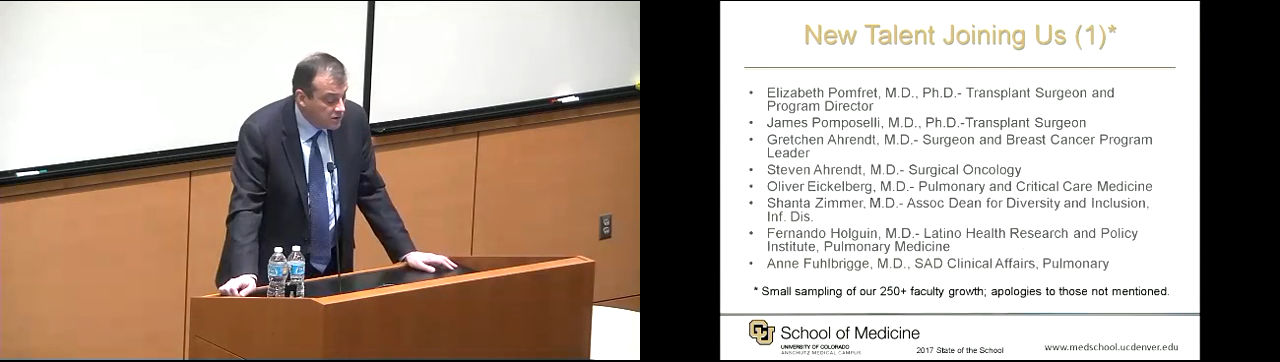 New Talent Joining Us (1)*
• Elizabeth Pomfret, M.D., Ph.D.- Transplant Surgeon and
Program Director
• James Pomposelli, M.D., Ph.D.-Transplant Surgeon
• Gretchen Ahrendt, M.D.- Surgeon and Breast Cancer Program
Leader
• Steven Ahrendt, M.D.- Surgical Oncology
• Oliver Eickelberg, M.D.- Pulmonary and Critical Care Medicine
• Shanta Zimmer, M.D.- Assoc Dean for Diversity and Inclusion,
Inf. Dis.
• Fernando Holguin, M.D.- Latino Health Research and Policy
Institute, Pulmonary Medicine
• Anne Fuhlbrigge, M.D., SAD Clinical Affairs, Pulmonary
* Small sampling of our 250+ faculty growth; apologies to those not mentioned.
CU School of Medicine
UNIVERSITY OF COLORADO
ANSCHUTZ MEDICAL CAMPUS
2017 State of the School
www.medschool.ucdenver.edu